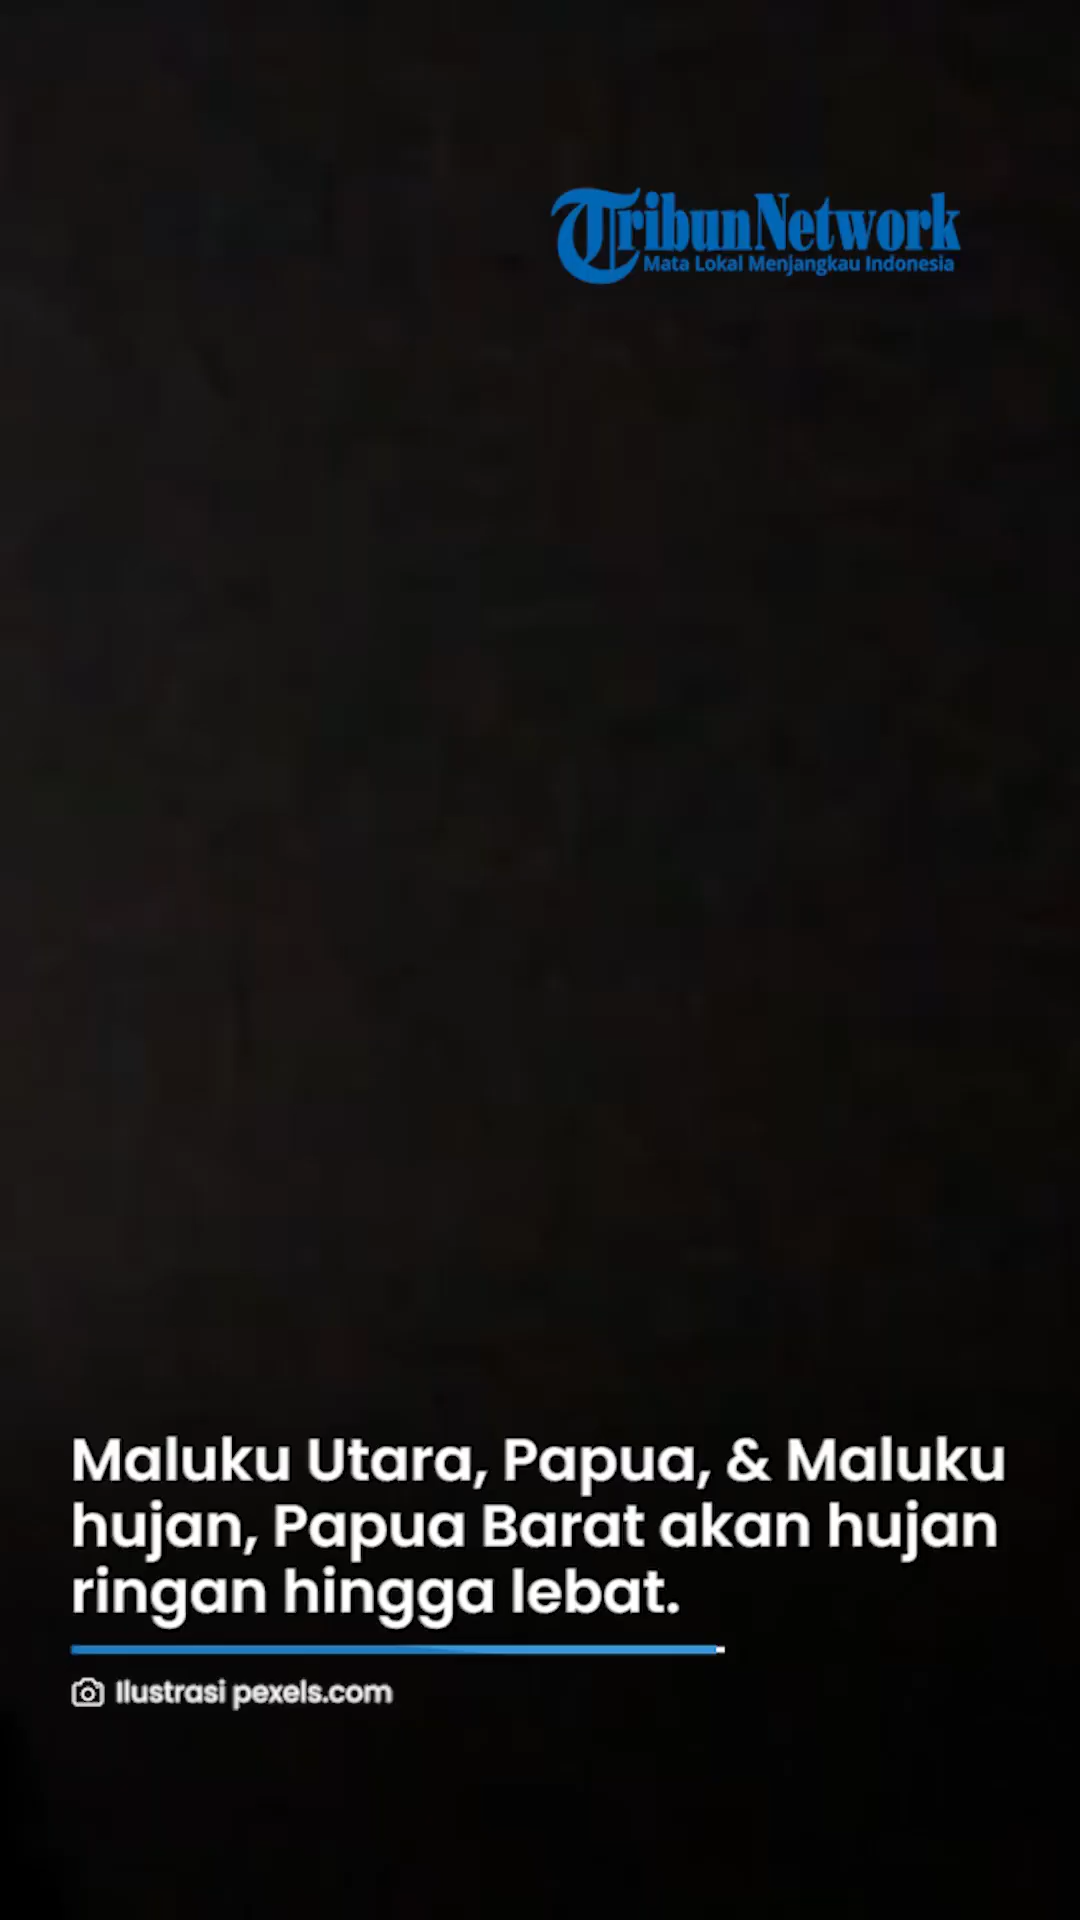 TribunNetwork
Mata Lokal Menjangkau Indonesia
Maluku Utara, Papua, & Maluku
hujan, Papua Barat akan hujan
ringan hingga lebat.
Ilustrasi pexels.com